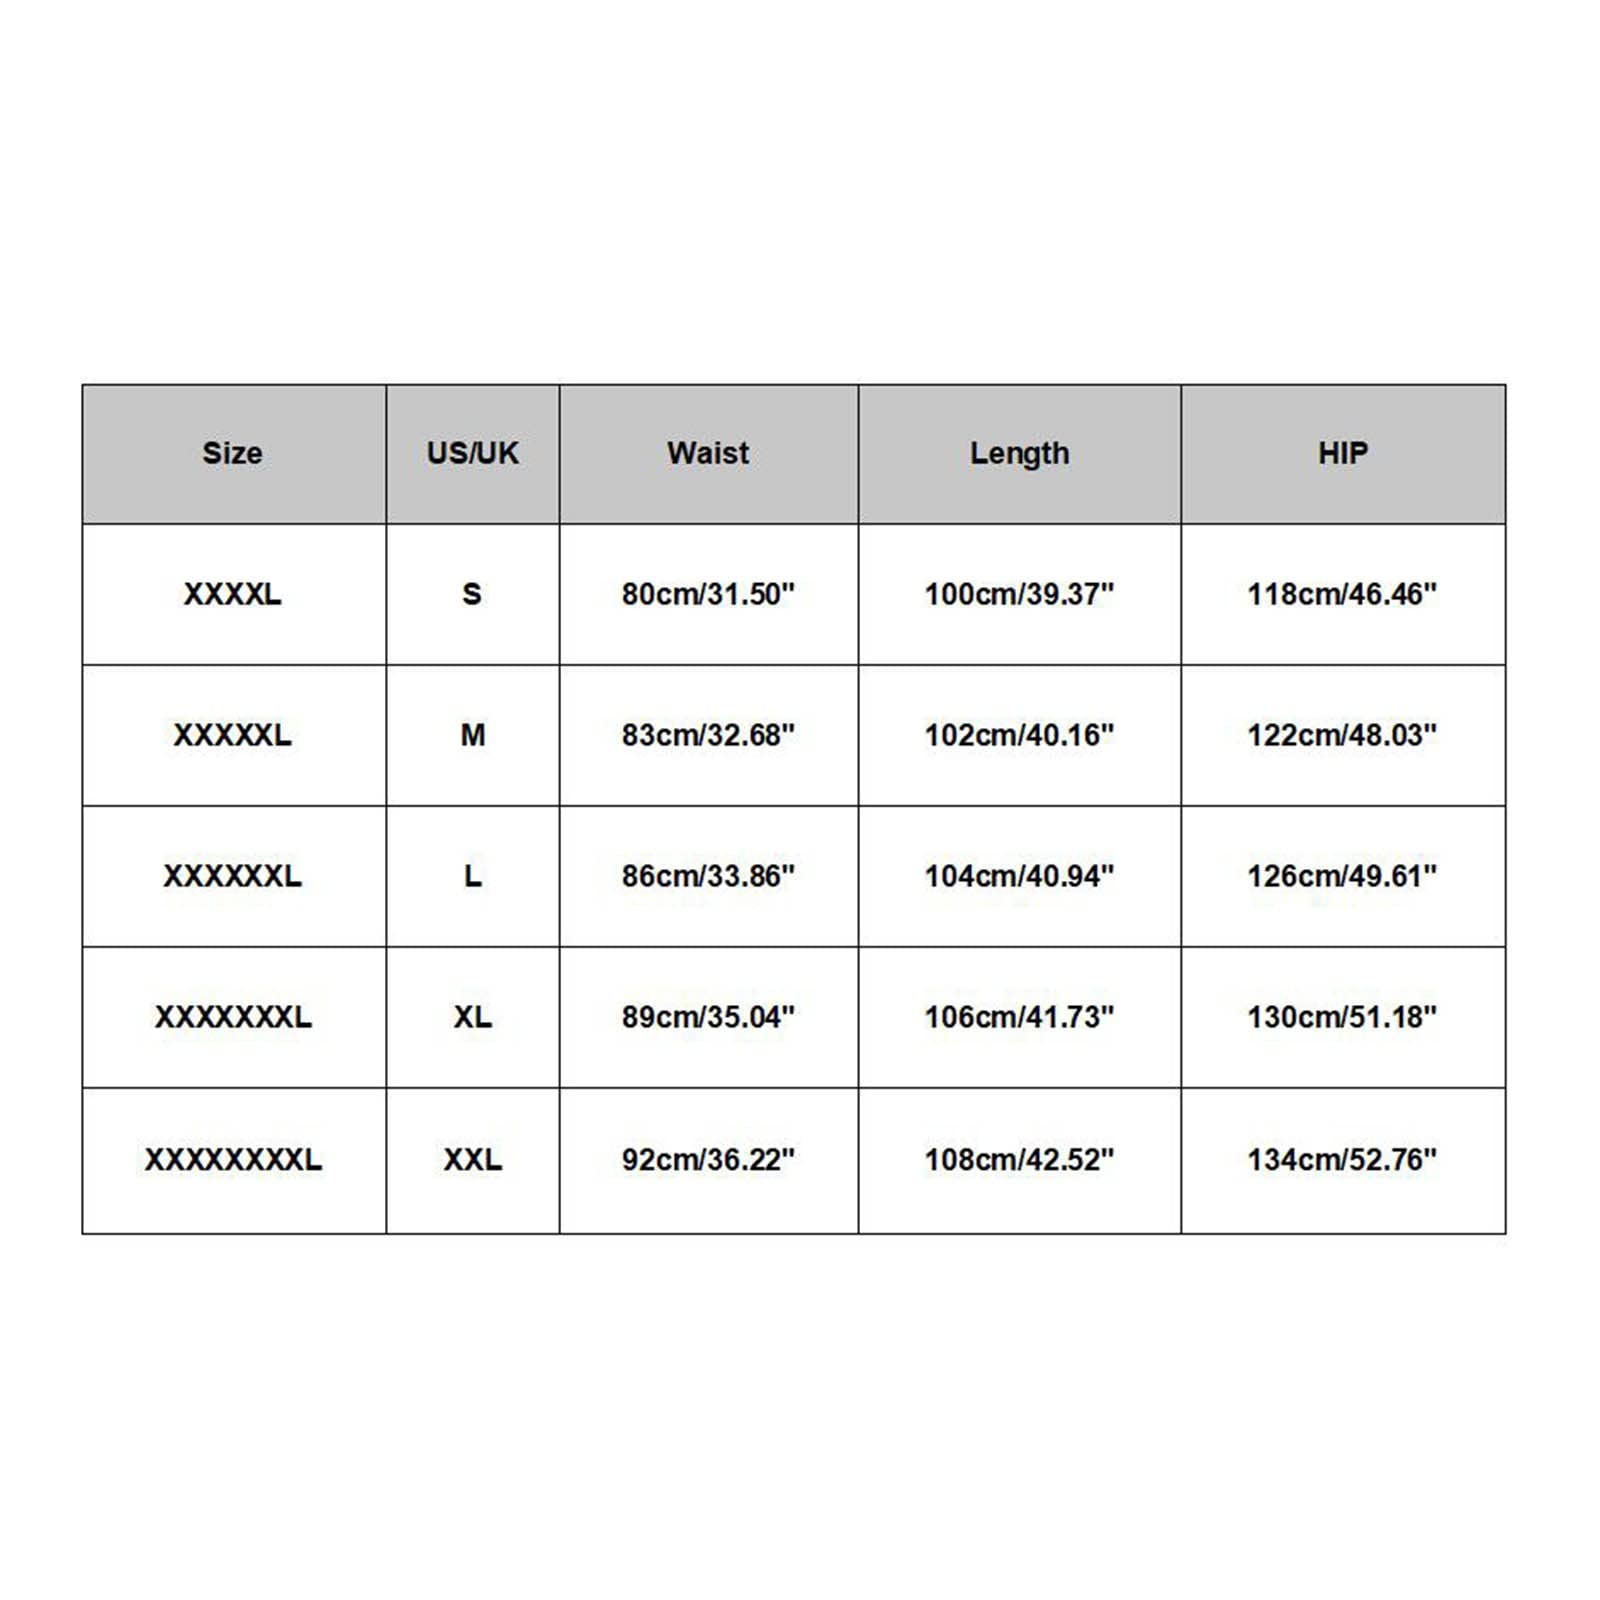 Size US/UK Waist Length HIP
XXXXL S 80cm/31.50" 100cm/39.37" 118cm/46.46"
XXXXXL M 83cm/32.68" 102cm/40.16" 122cm/48.03"
XXXXXXL L 86cm/33.86" 104cm/40.94" 126cm/49.61"
XXXXXXXL XL 89cm/35.04" 106cm/41.73" 130cm/51.18"
XXXXXXXXL XXL 92cm/36.22" 108cm/42.52" 134cm/52.76"